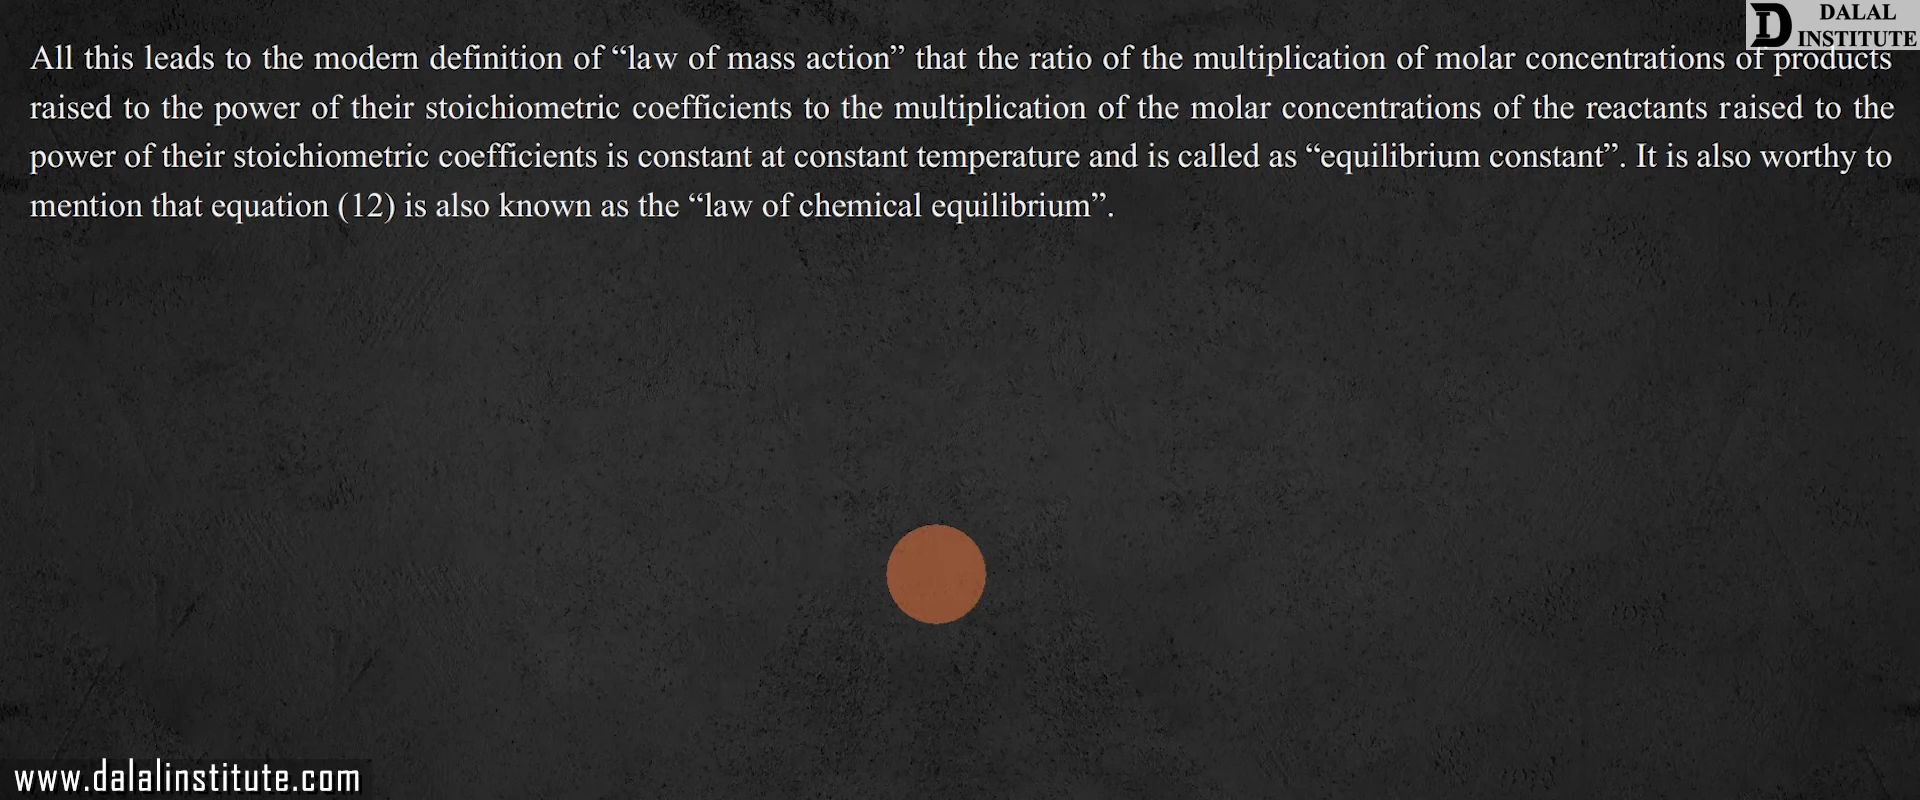 DALAL
INSTITUTE
All this leads to the modern definition of “law of mass action” that the ratio of the multiplication of molar concentrations of products
raised to the power of their stoichiometric coefficients to the multiplication of the molar concentrations of the reactants raised to the
power of their stoichiometric coefficients is constant at constant temperature and is called as “equilibrium constant”. It is also worthy to
mention that equation (12) is also known as the “law of chemical equilibrium”.
www.dalalinstitute.com